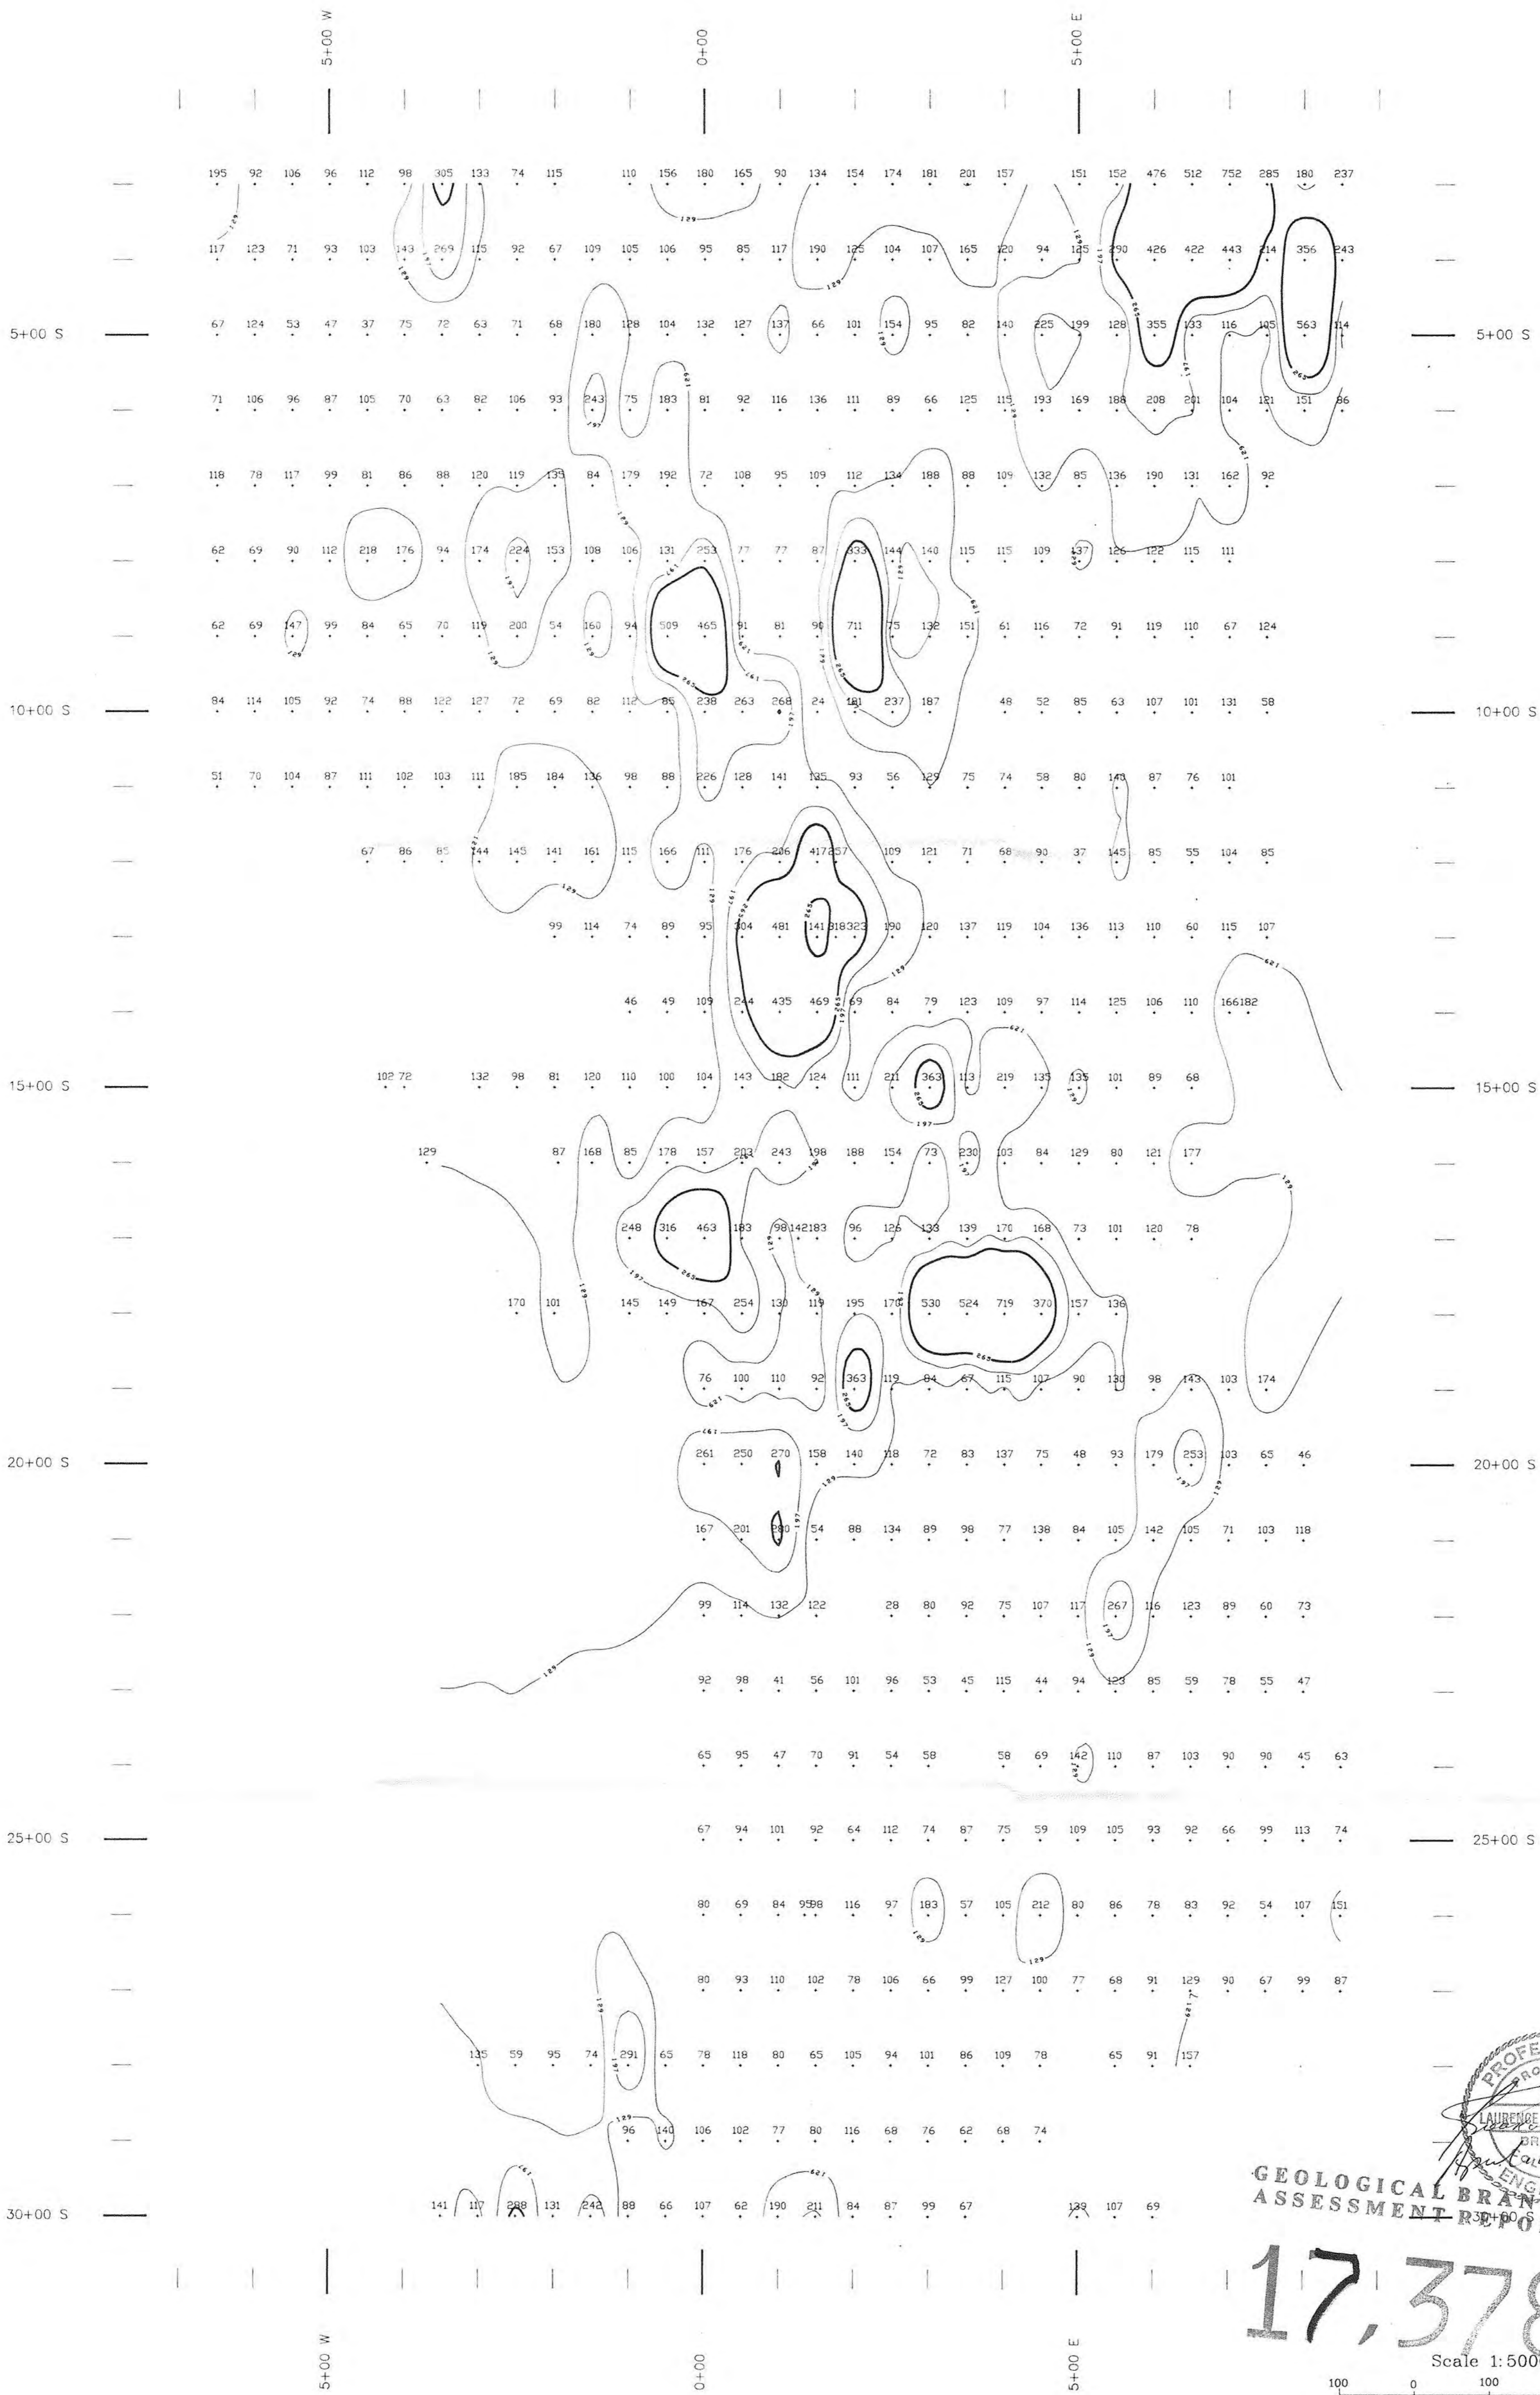 5+00 W 0+00 5+00 E
195 92 106 96 112 98 305 133 74 115 110 156 180 165 90 134 154 174 181 201 157 151 152 476 512 752 285 180 237
129
129
117 123 71 93 103 143 269 115 92 67 109 105 106 95 85 117 190 125 104 107 165 120 94 125 290 426 422 443 214 356 243
5+00 S 67 124 53 47 37 75 72 63 71 68 180 128 104 132 127 137 66 101 154 95 82 140 225 199 128 355 133 116 105 563 114 5+00 S
71 106 96 87 105 70 63 82 106 93 243 75 183 81 92 116 136 111 89 66 125 115 193 169 188 208 201 104 121 151 86
118 78 117 99 81 86 88 120 119 135 84 179 192 72 108 95 109 112 134 188 88 109 132 85 136 190 131 162 92
62 69 90 112 218 176 94 174 224 153 108 106 131 253 77 77 87 333 144 140 115 115 109 137 126 122 115 111
62 69 147 99 84 65 70 119 200 54 160 94 509 465 91 81 90 711 75 132 151 61 116 72 91 119 110 67 124
10+00 S 84 114 105 92 74 88 122 127 72 69 82 112 85 238 263 268 24 181 237 187 48 52 85 63 107 101 131 58 10+00 S
51 70 104 87 111 102 103 111 185 184 136 98 88 226 128 141 135 93 56 129 75 74 58 80 140 87 76 101
67 86 85 144 145 141 161 115 166 111 176 206 417 257 109 121 71 68 90 37 145 85 55 104 85
99 114 74 89 95 304 481 141 318 323 190 120 137 119 104 136 113 110 60 115 107
46 49 109 244 435 469 69 84 79 123 109 97 114 125 106 110 166 182
15+00 S 102 72 132 98 81 120 110 100 104 143 182 124 111 211 363 113 219 135 135 101 89 68 15+00 S
129 87 168 85 178 157 203 243 198 188 154 73 230 103 84 129 80 121 177
248 316 463 183 98 142 183 96 126 133 139 170 168 73 101 120 78
170 101 145 149 167 254 130 119 195 170 530 524 719 370 157 136
76 100 110 92 363 119 84 67 115 107 90 130 98 143 103 174
20+00 S 261 250 270 158 140 118 72 83 137 75 48 93 179 253 103 65 46 20+00 S
167 201 280 54 88 134 89 98 77 138 84 105 142 105 71 103 118
99 114 132 122 28 80 92 75 107 117 267 116 123 89 60 73
92 98 41 56 101 96 53 45 115 44 94 123 85 59 78 55 47
65 95 47 70 91 54 58 58 69 142 110 87 103 90 90 45 63
25+00 S 67 94 101 92 64 112 74 87 75 59 109 105 93 92 66 99 113 74 25+00 S
80 69 84 95 98 116 97 183 57 105 212 80 86 78 83 92 54 107 151
80 93 110 102 78 106 66 99 127 100 77 68 91 129 90 67 99 87
135 59 95 74 291 65 78 118 80 65 105 94 101 86 109 78 65 91 157
96 140 106 102 77 80 116 68 76 62 68 74
LAURENCE
GEOLOGICAL BRAN
ASSESSMENT REPO
30+00 S 141 117 288 131 242 88 66 107 62 190 211 84 87 99 67 139 107 69 30+00 S
17,378
5+00 W 0+00 5+00 E
Scale 1:500
100 0 100